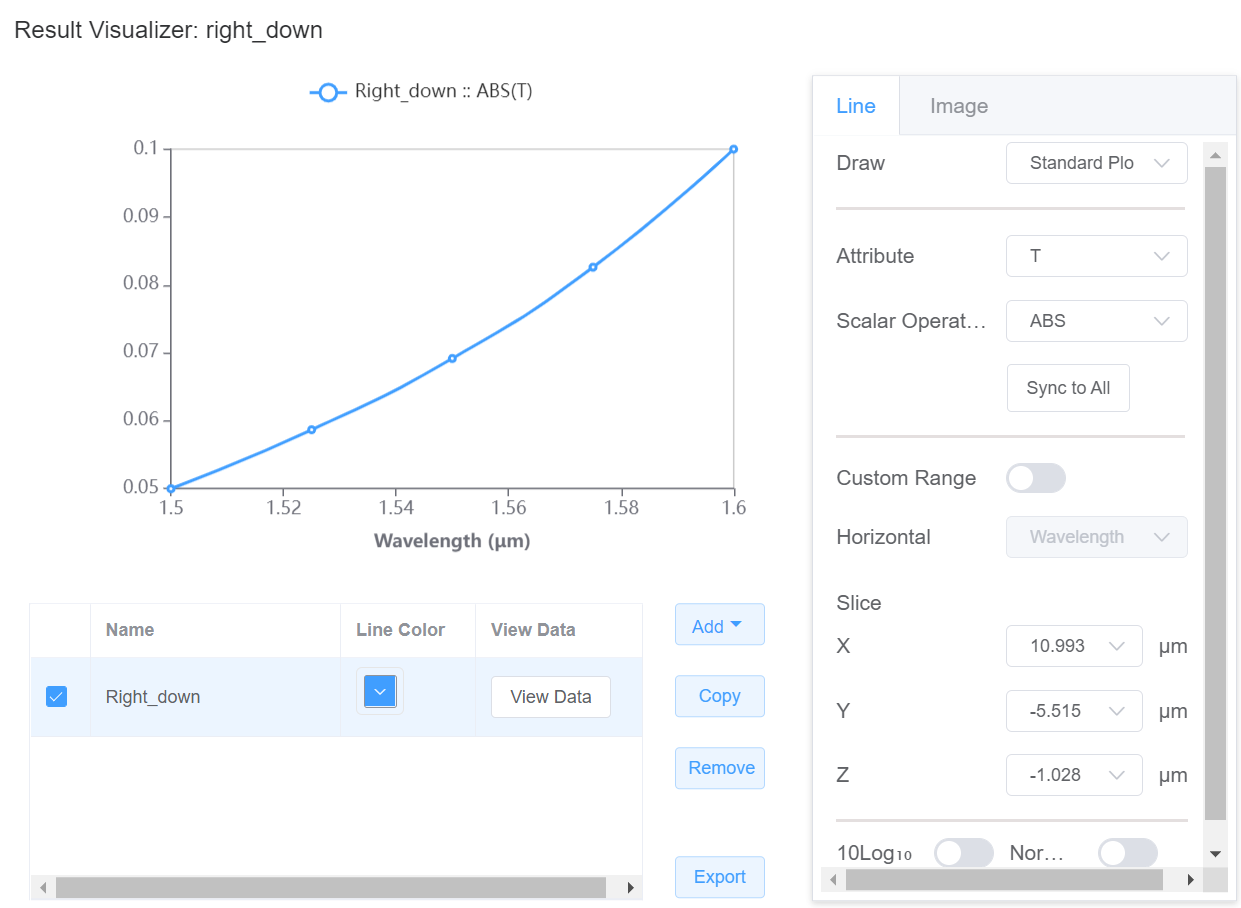 Result Visualizer: right_down
Right_down :: ABS(T)
0.1
0.09
0.08
0.07
0.06
0.05
1.5 1.52 1.54 1.56 1.58 1.6
Wavelength (μm)
Name Line Color View Data
Right_down View Data
Add
Copy
Remove
Export
Line Image
Draw Standard Plo
Attribute T
Scalar Operat... ABS
Sync to All
Custom Range
Horizontal Wavelength
Slice
X 10.993 μm
Y -5.515 μm
Z -1.028 μm
10Log₁₀ Nor...